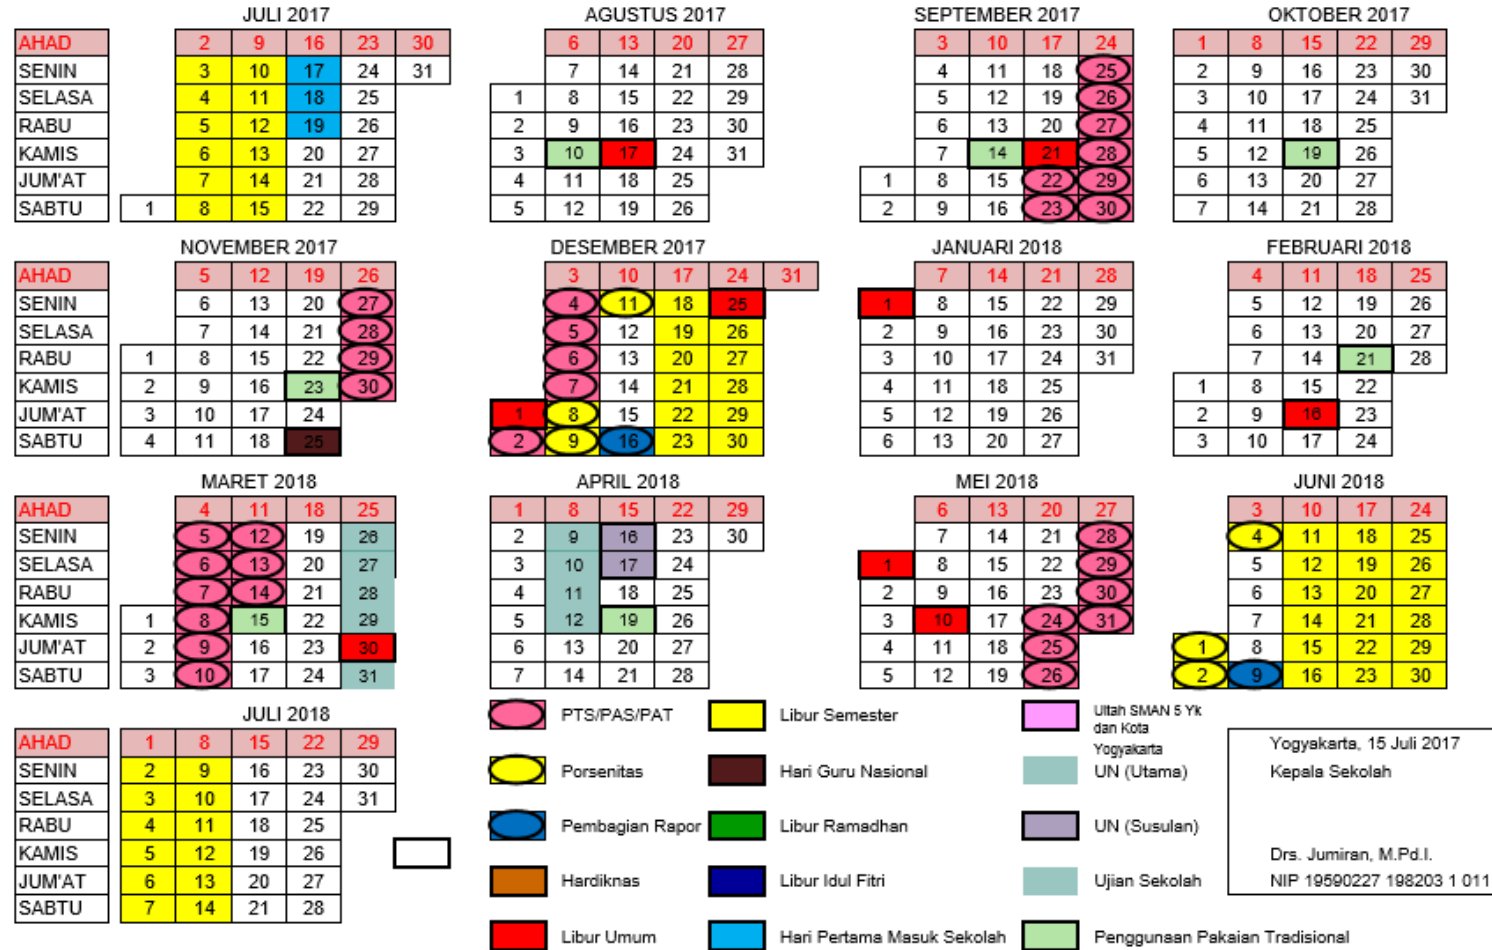 JULI 2017 AGUSTUS 2017 SEPTEMBER 2017 OKTOBER 2017
AHAD 2 9 16 23 30 6 13 20 27 3 10 17 24 1 8 15 22 29
SENIN 3 10 17 24 31 7 14 21 28 4 11 18 25 2 9 16 23 30
SELASA 4 11 18 25 1 8 15 22 29 5 12 19 26 3 10 17 24 31
RABU 5 12 19 26 2 9 16 23 30 6 13 20 27 4 11 18 25
KAMIS 6 13 20 27 3 10 17 24 31 7 14 21 28 5 12 19 26
JUM'AT 7 14 21 28 4 11 18 25 1 8 15 22 29 6 13 20 27
SABTU 1 8 15 22 29 5 12 19 26 2 9 16 23 30 7 14 21 28
NOVEMBER 2017 DESEMBER 2017 JANUARI 2018 FEBRUARI 2018
AHAD 5 12 19 26 3 10 17 24 31 7 14 21 28 4 11 18 25
SENIN 6 13 20 27 4 11 18 25 1 8 15 22 29 5 12 19 26
SELASA 7 14 21 28 5 12 19 26 2 9 16 23 30 6 13 20 27
RABU 1 8 15 22 29 6 13 20 27 3 10 17 24 31 7 14 21 28
KAMIS 2 9 16 23 30 7 14 21 28 4 11 18 25 1 8 15 22
JUM'AT 3 10 17 24 1 8 15 22 29 5 12 19 26 2 9 16 23
SABTU 4 11 18 25 2 9 16 23 30 6 13 20 27 3 10 17 24
MARET 2018 APRIL 2018 MEI 2018 JUNI 2018
AHAD 4 11 18 25 1 8 15 22 29 6 13 20 27 3 10 17 24
SENIN 5 12 19 26 2 9 16 23 30 7 14 21 28 4 11 18 25
SELASA 6 13 20 27 3 10 17 24 1 8 15 22 29 5 12 19 26
RABU 7 14 21 28 4 11 18 25 2 9 16 23 30 6 13 20 27
KAMIS 1 8 15 22 29 5 12 19 26 3 10 17 24 31 7 14 21 28
JUM'AT 2 9 16 23 30 6 13 20 27 4 11 18 25 1 8 15 22 29
SABTU 3 10 17 24 31 7 14 21 28 5 12 19 26 2 9 16 23 30
JULI 2018
AHAD 1 8 15 22 29
SENIN 2 9 16 23 30
SELASA 3 10 17 24 31
RABU 4 11 18 25
KAMIS 5 12 19 26
JUM'AT 6 13 20 27
SABTU 7 14 21 28
PTS/PAS/PAT
Porsenitas
Pembagian Rapor
Hardiknas
Libur Umum
Libur Semester
Hari Guru Nasional
Libur Ramadhan
Libur Idul Fitri
Hari Pertama Masuk Sekolah
Ultah SMAN 5 Yk
dan Kota
Yogyakarta
UN (Utama)
UN (Susulan)
Ujian Sekolah
Penggunaan Pakaian Tradisional
Yogyakarta, 15 Juli 2017
Kepala Sekolah
Drs. Jumiran, M.Pd.I.
NIP 19590227 198203 1 011